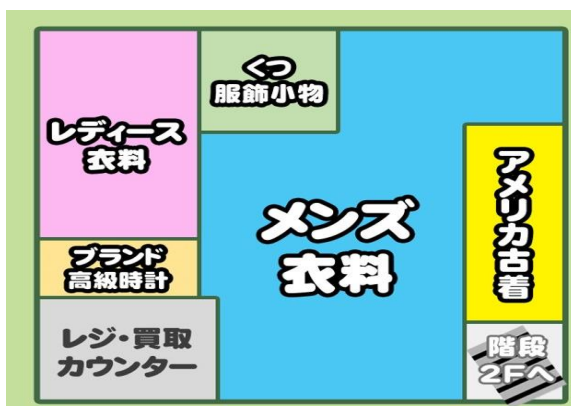 くつ
服飾小物
レディース
衣料
アメリカ古着
メンズ
衣料
ブランド
高級時計
レジ・買取
カウンター
階段
2Fへ